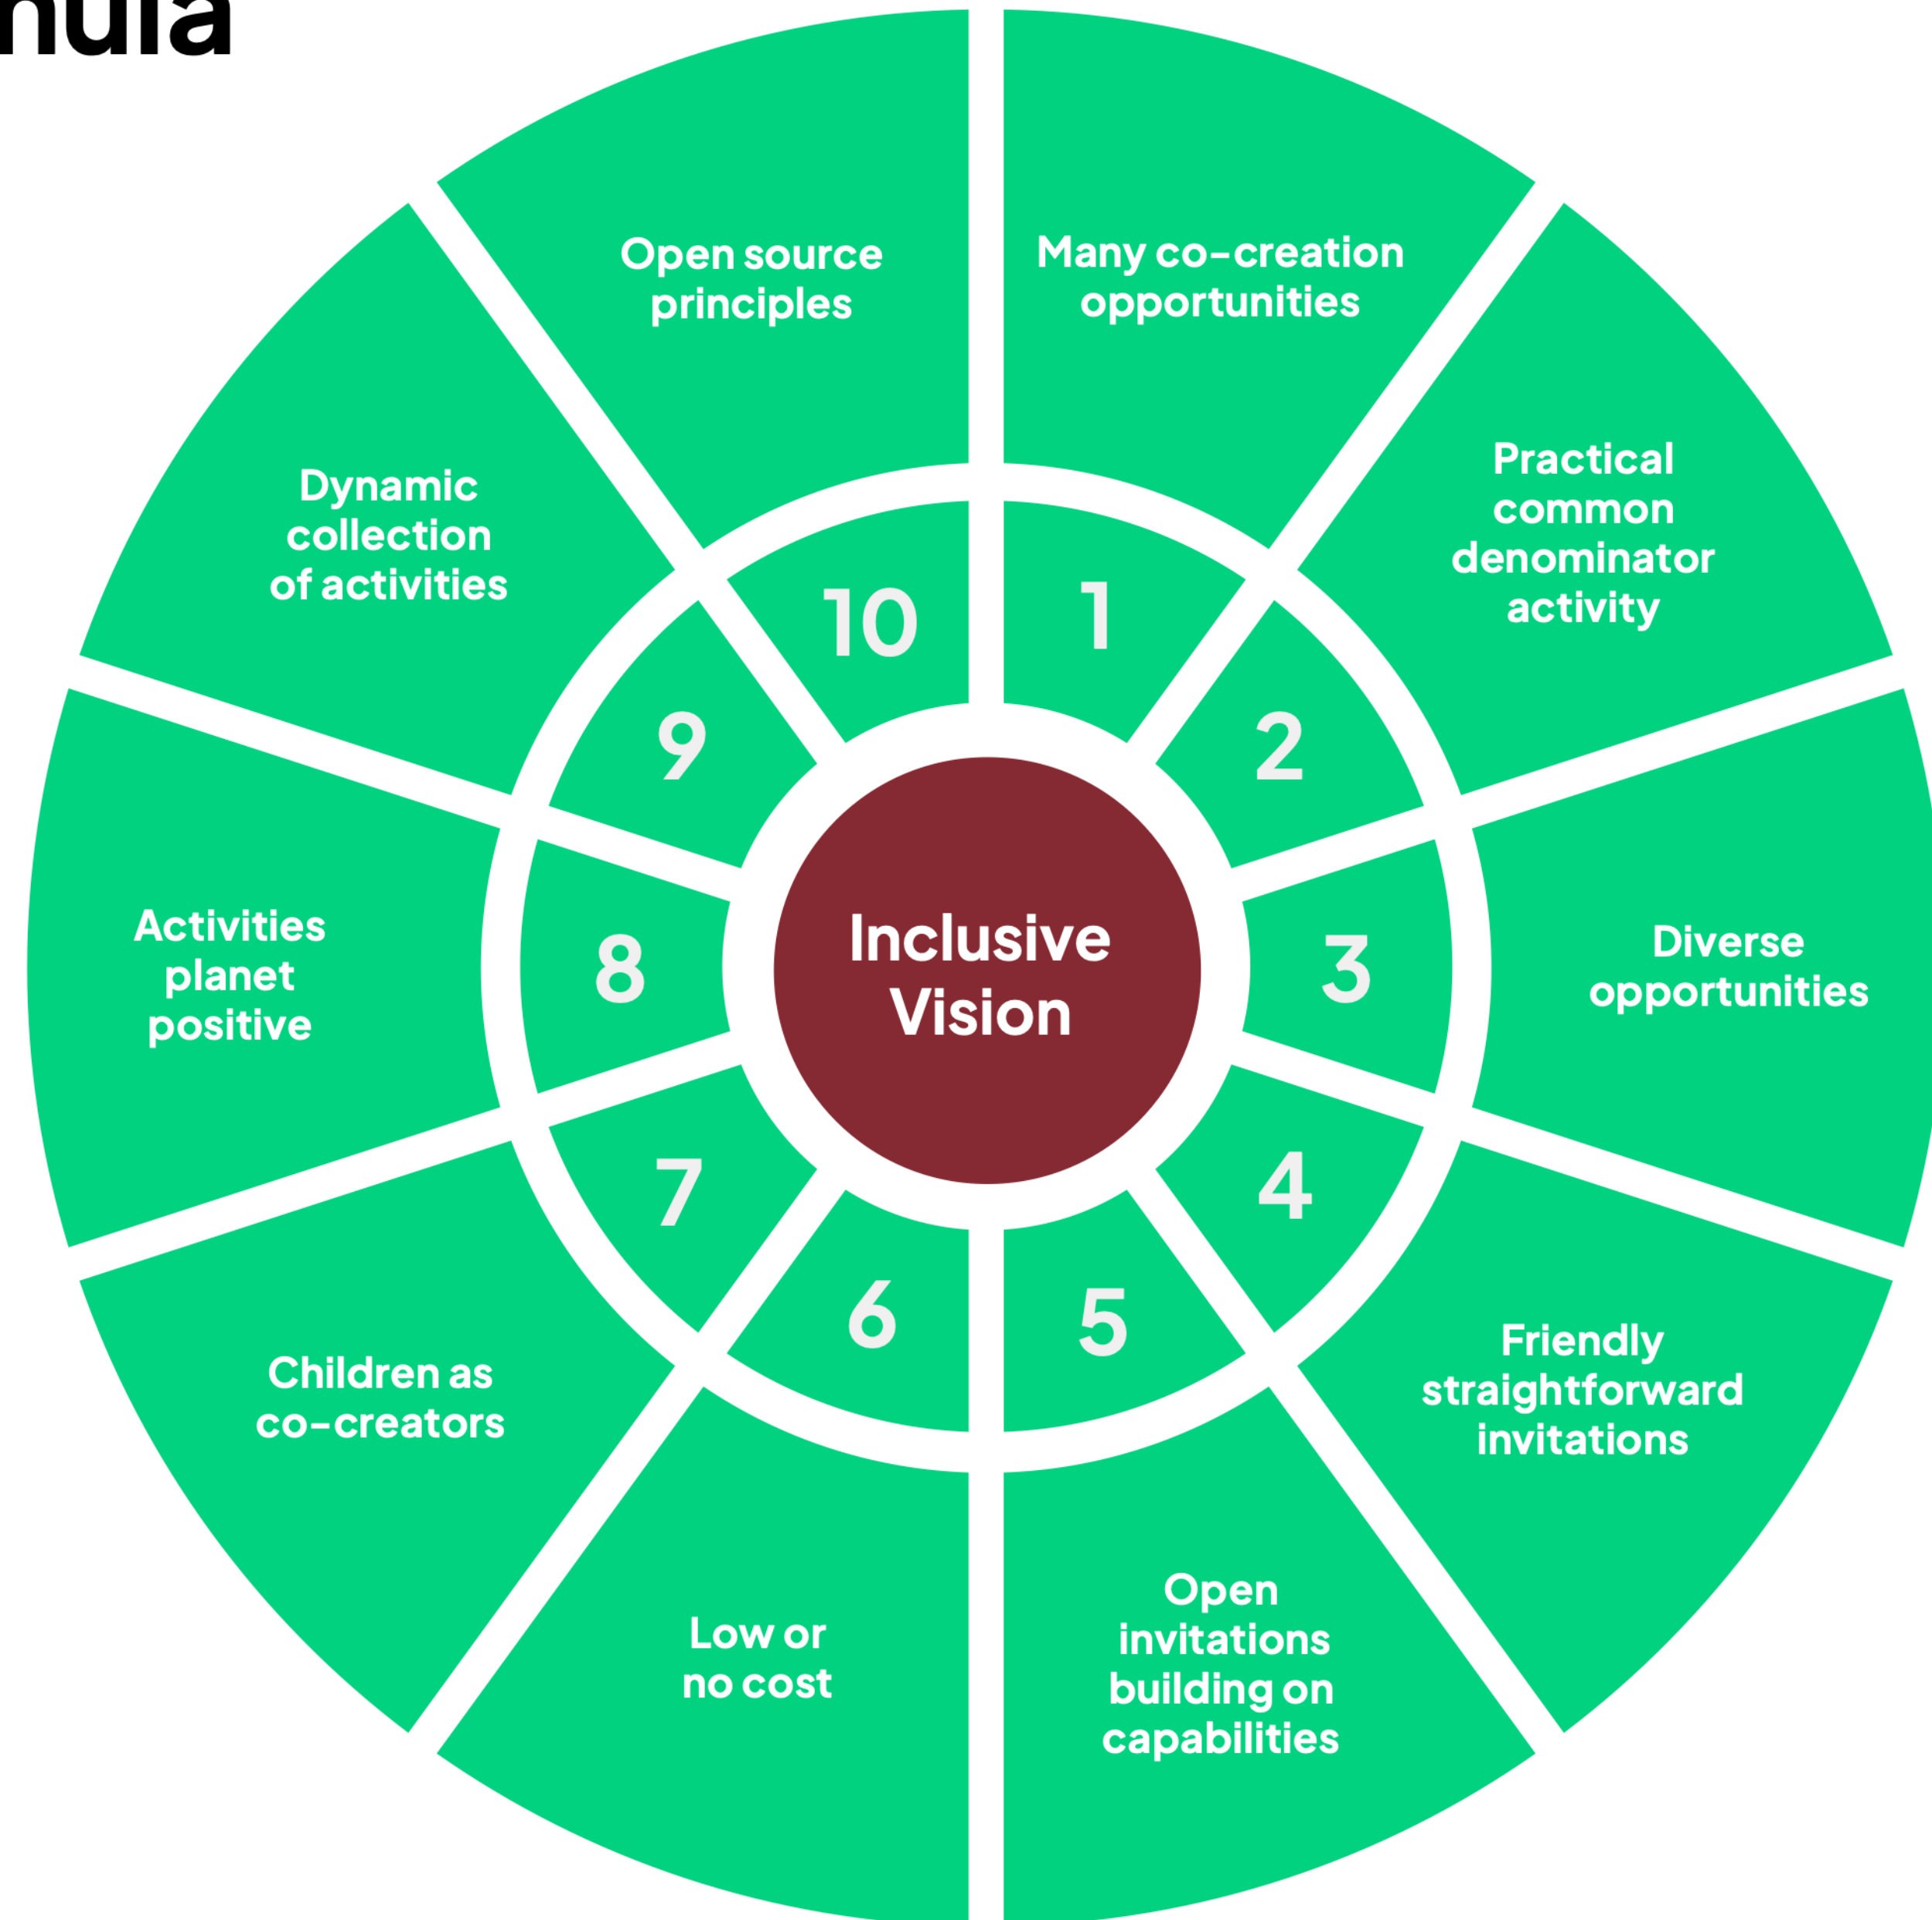 Many co-creation
opportunities
1
Practical
common
denominator
activity
2
Diverse
opportunities
3
Friendly
straightforward
invitations
4
Open
invitations
building on
capabilities
5
Low or
no cost
6
Children as
co-creators
7
Activities
planet
positive
8
Dynamic
collection
of activities
9
Open source
principles
10
Inclusive
Vision